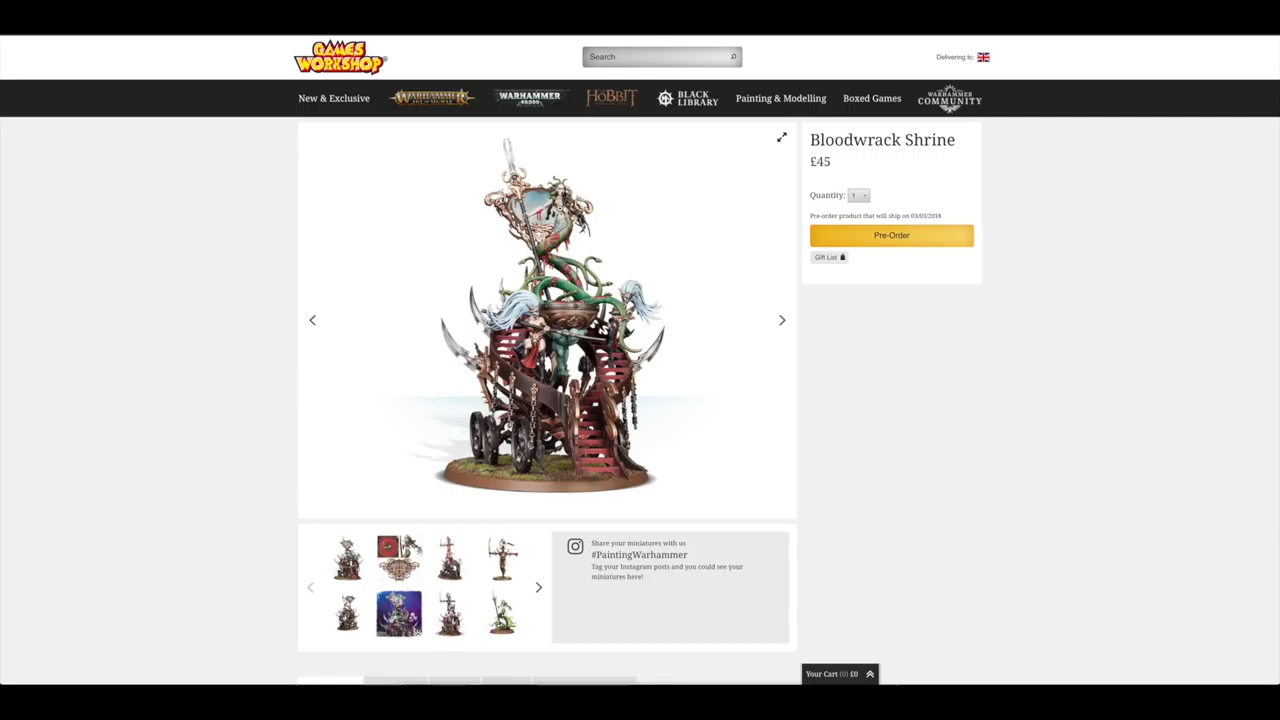 GAMES
WORKSHOP
Search
Delivering to:
New & Exclusive
WARHAMMER
AGE OF SIGMAR
WARHAMMER
40,000
THE HOBBIT
BLACK
LIBRARY
Painting & Modelling
Boxed Games
WARHAMMER
COMMUNITY
Bloodwrack Shrine
£45
Quantity: 1
Pre-order product that will ship on 03/03/2018
Pre-Order
Gift List
Share your miniatures with us
#PaintingWarhammer
Tag your Instagram posts and you could see your
miniatures here!
Your Cart (0) £0